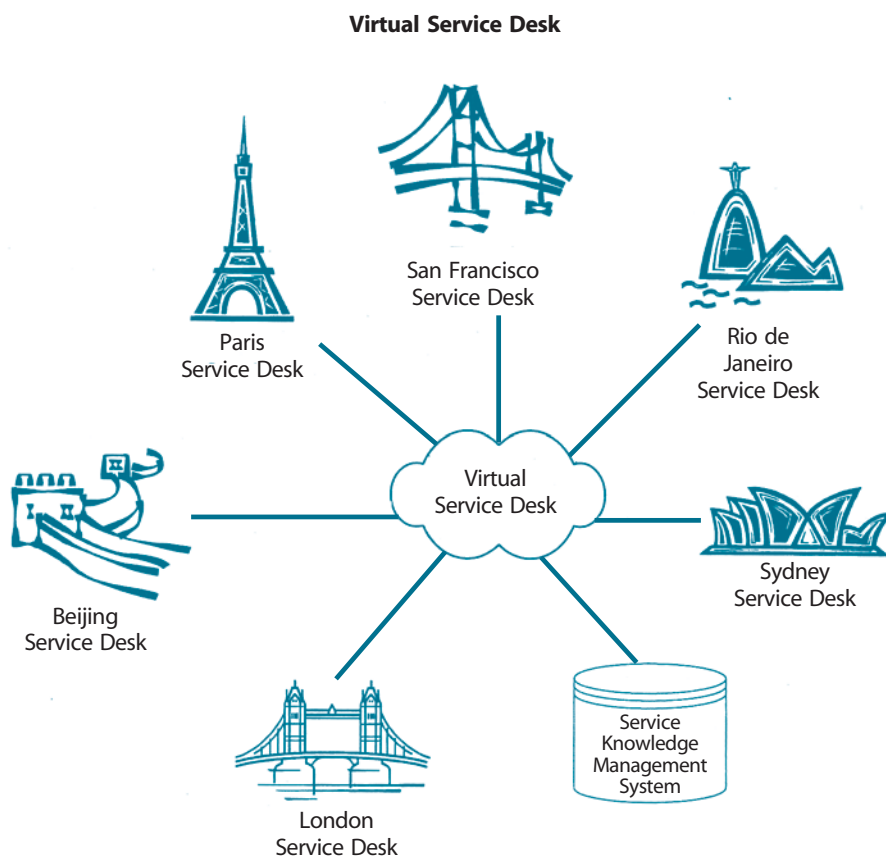 Virtual Service Desk
San Francisco
Service Desk
Paris
Service Desk
Rio de
Janeiro
Service Desk
Virtual
Service Desk
Beijing
Service Desk
Sydney
Service Desk
London
Service Desk
Service
Knowledge
Management
System